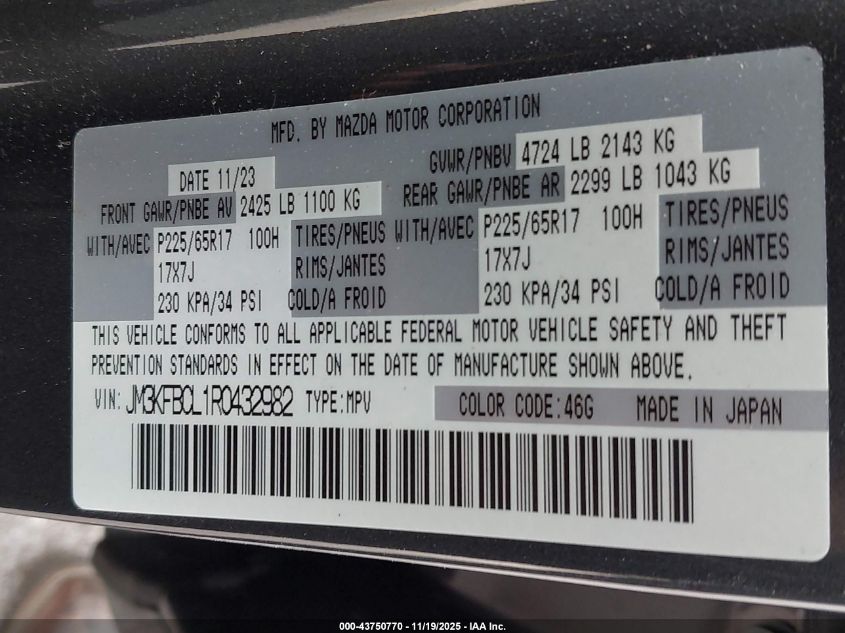 MFD. BY MAZDA MOTOR CORPORATION
DATE 11/23 GVWR/PNBV 4724 LB 2143 KG
FRONT GAWR/PNBE AV 2425 LB 1100 KG REAR GAWR/PNBE AR 2299 LB 1043 KG
WITH/AVEC P225/65R17 100H TIRES/PNEUS WITH/AVEC P225/65R17 100H TIRES/PNEUS
17X7J RIMS/JANTES 17X7J RIMS/JANTES
230 KPA/34 PSI COLD/A FROID 230 KPA/34 PSI COLD/A FROID
THIS VEHICLE CONFORMS TO ALL APPLICABLE FEDERAL MOTOR VEHICLE SAFETY AND THEFT
PREVENTION STANDARDS IN EFFECT ON THE DATE OF MANUFACTURE SHOWN ABOVE.
VIN: JM3KFBCL1R0432982 TYPE:MPV COLOR CODE:46G MADE IN JAPAN
000-43750770 - 11/19/2025 - IAA Inc.